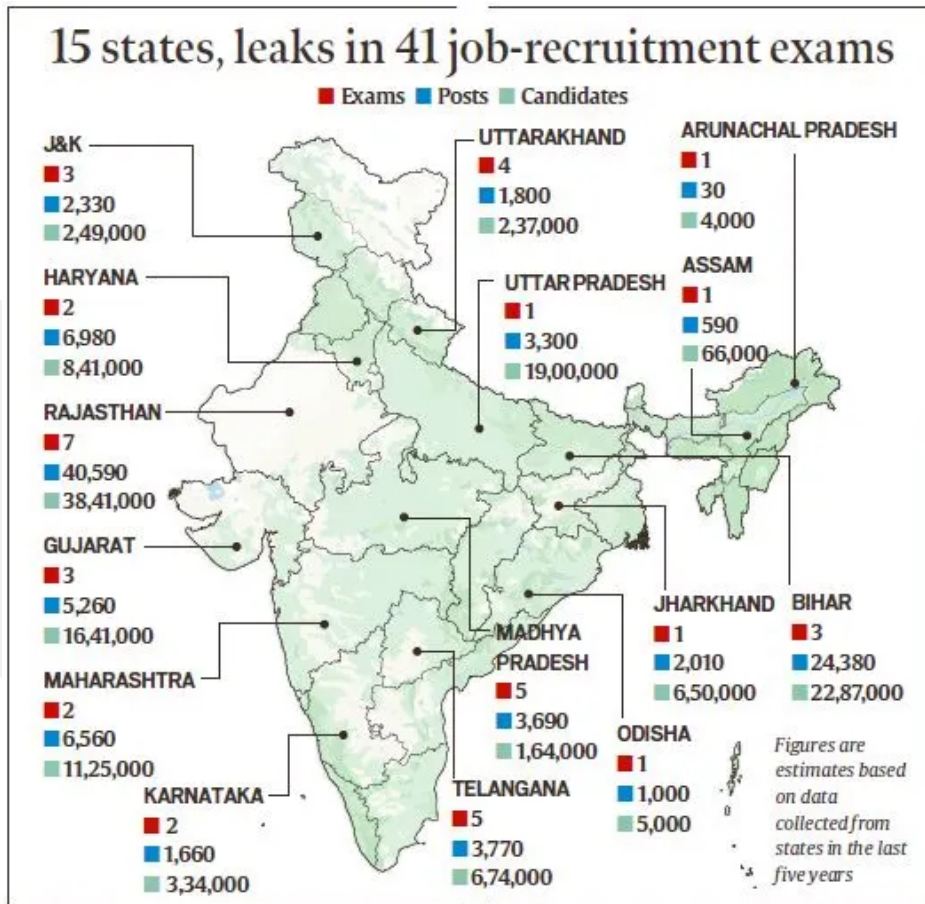 15 states, leaks in 41 job-recruitment exams
Exams Posts Candidates
J&K
3
2,330
2,49,000
UTTARAKHAND
4
1,800
2,37,000
ARUNACHAL PRADESH
1
30
4,000
HARYANA
2
6,980
8,41,000
UTTAR PRADESH
1
3,300
19,00,000
ASSAM
1
590
66,000
RAJASTHAN
7
40,590
38,41,000
GUJARAT
3
5,260
16,41,000
MAHARASHTRA
2
6,560
11,25,000
KARNATAKA
2
1,660
3,34,000
MADHYA
PRADESH
5
3,690
1,64,000
TELANGANA
5
3,770
6,74,000
JHARKHAND
1
2,010
6,50,000
BIHAR
3
24,380
22,87,000
ODISHA
1
1,000
5,000
Figures are
estimates based
on data
collected from
states in the last
five years